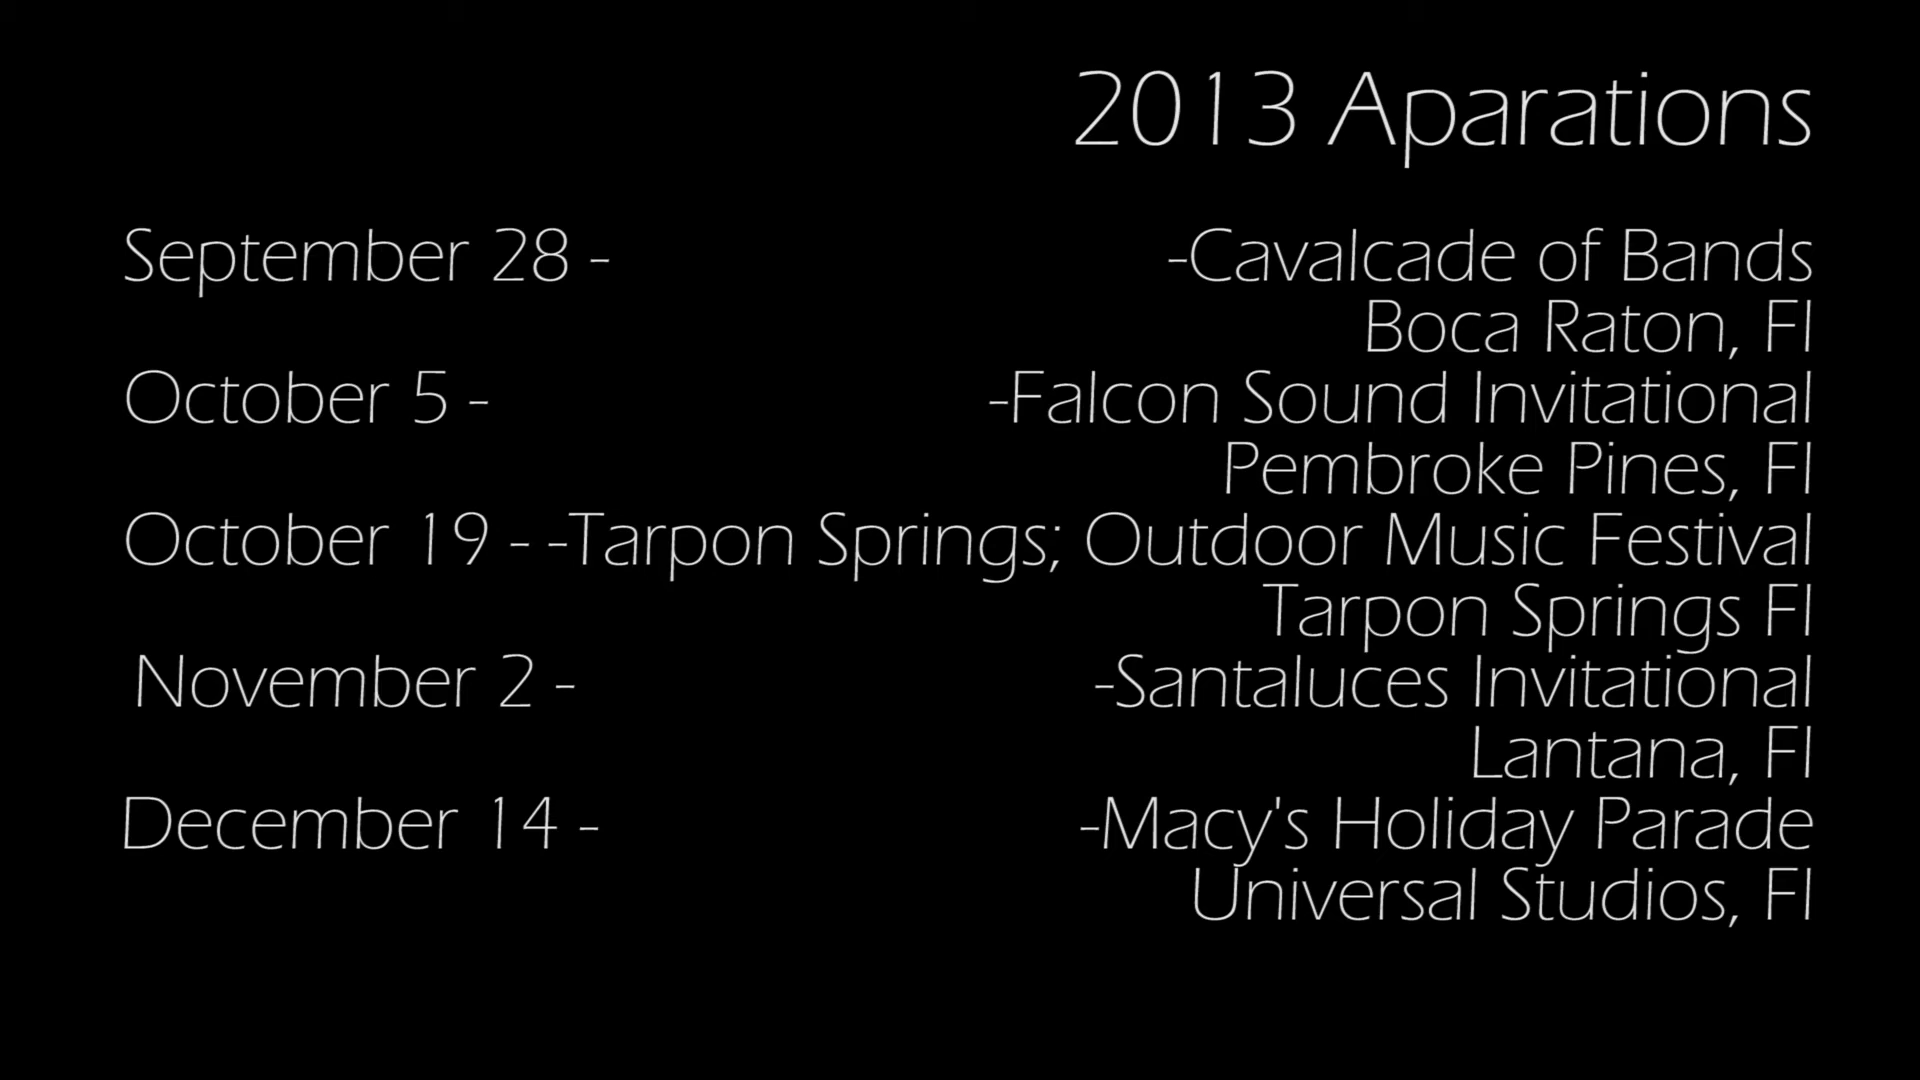 2013 Aparations
September 28 - -Cavalcade of Bands
Boca Raton, Fl
October 5 - -Falcon Sound Invitational
Pembroke Pines, Fl
October 19 - -Tarpon Springs; Outdoor Music Festival
Tarpon Springs Fl
November 2 - -Santaluces Invitational
Lantana, Fl
December 14 - -Macy's Holiday Parade
Universal Studios, Fl